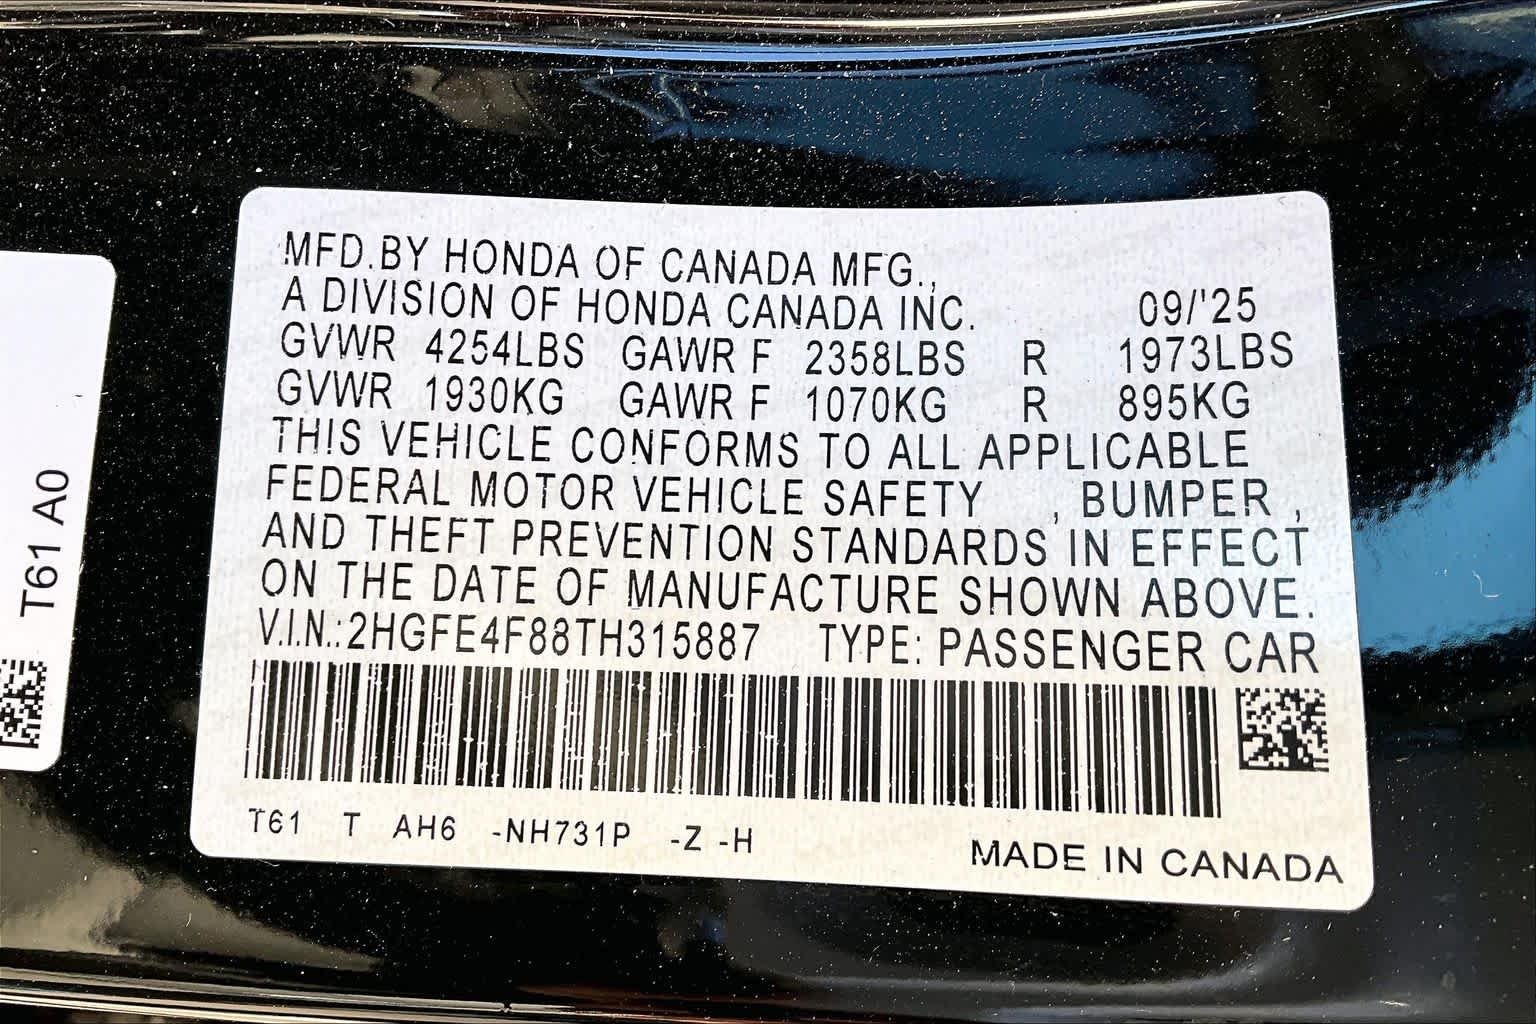 MFD.BY HONDA OF CANADA MFG.,
A DIVISION OF HONDA CANADA INC. 09/'25
GVWR 4254LBS GAWR F 2358LBS R 1973LBS
GVWR 1930KG GAWR F 1070KG R 895KG
THIS VEHICLE CONFORMS TO ALL APPLICABLE
FEDERAL MOTOR VEHICLE SAFETY , BUMPER ,
AND THEFT PREVENTION STANDARDS IN EFFECT
ON THE DATE OF MANUFACTURE SHOWN ABOVE.
V.I.N.:2HGFE4F88TH315887 TYPE: PASSENGER CAR
T61 T AH6 -NH731P -Z -H
MADE IN CANADA
T61 A0